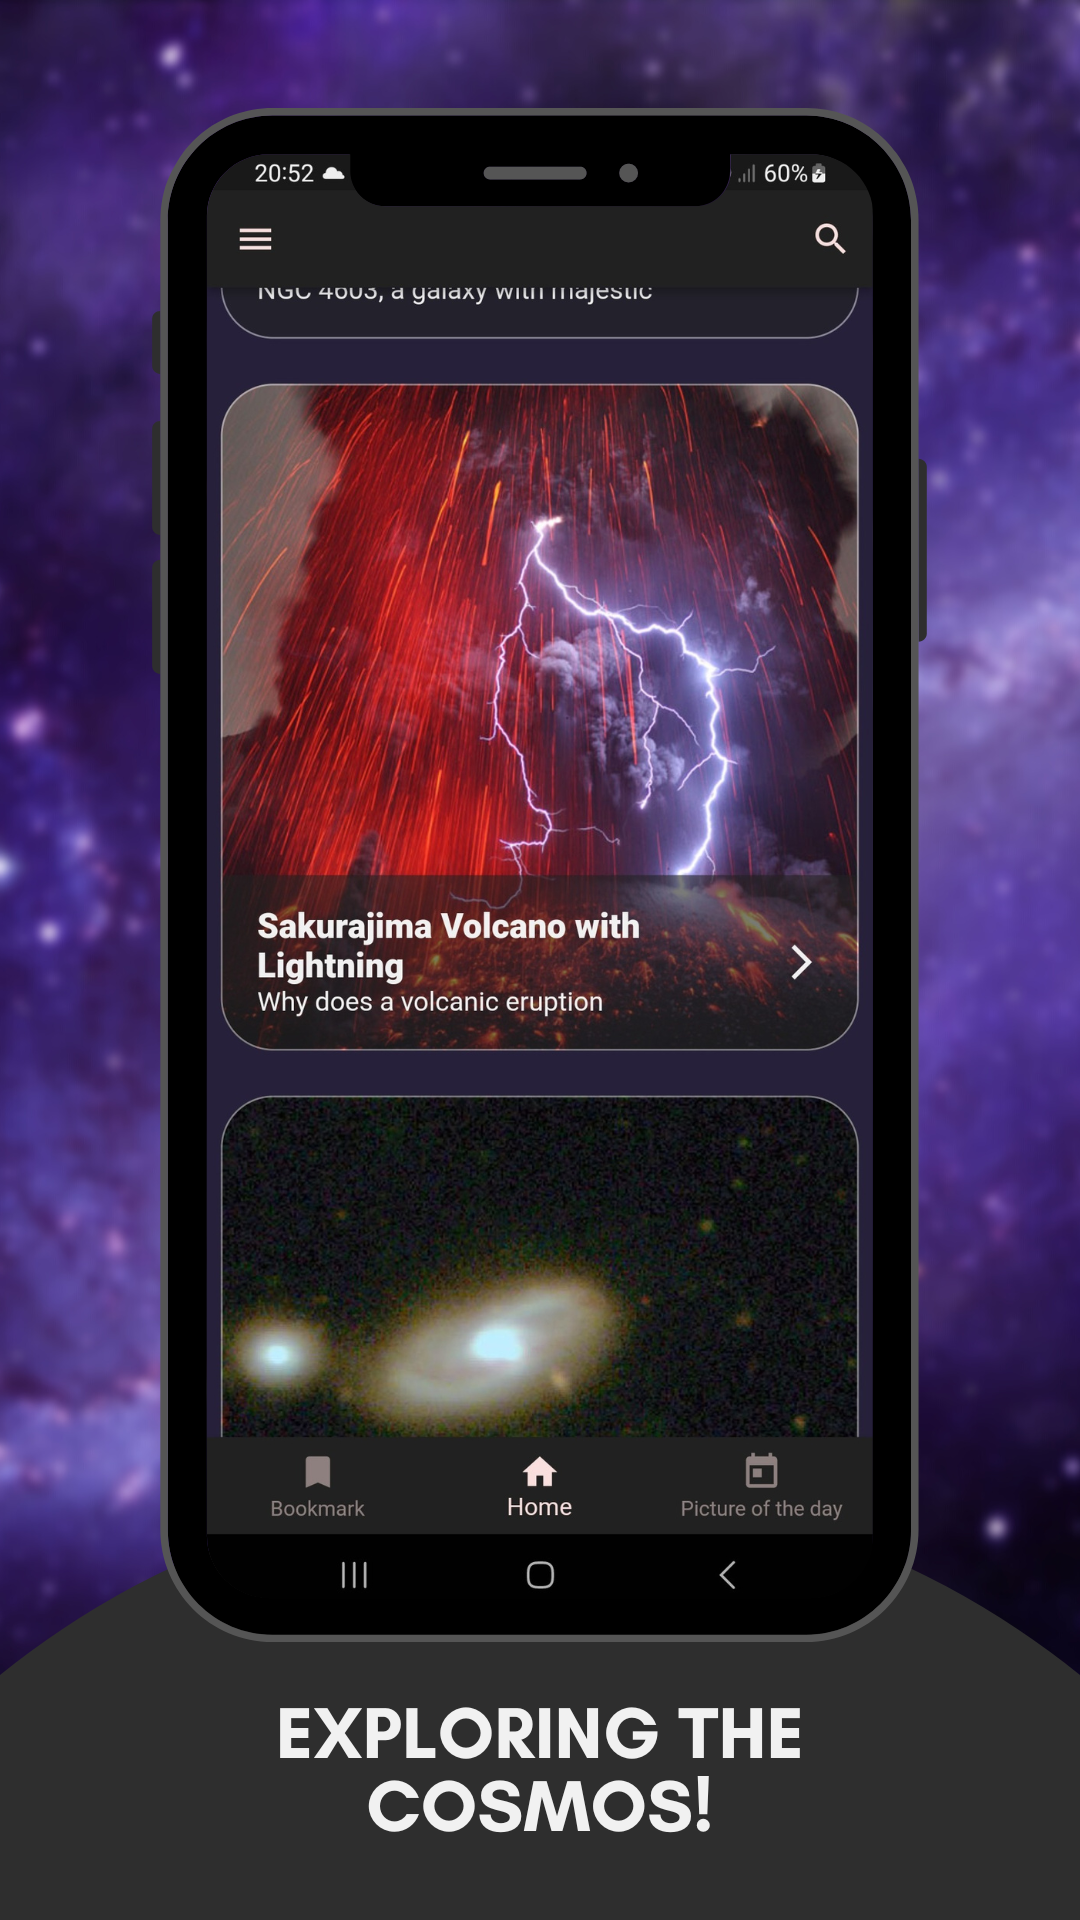 20:52
60%
NGC 4603, a galaxy with majestic
Sakurajima Volcano with
Lightning
Why does a volcanic eruption
Bookmark
Home
Picture of the day
EXPLORING THE
COSMOS!